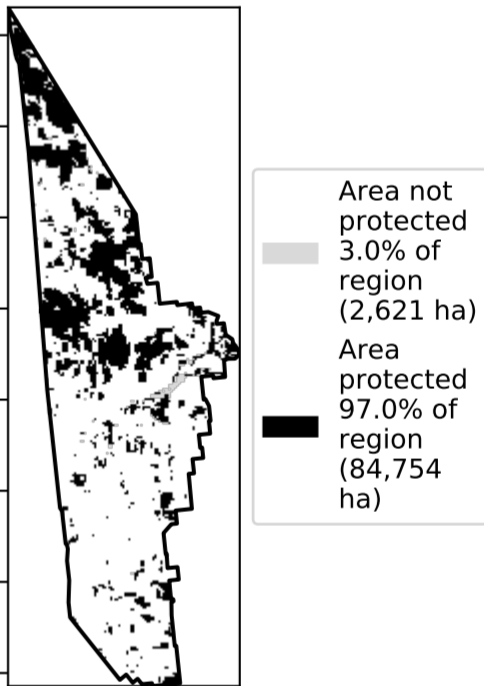 Area not
protected
3.0% of
region
(2,621 ha)
Area
protected
97.0% of
region
(84,754
ha)